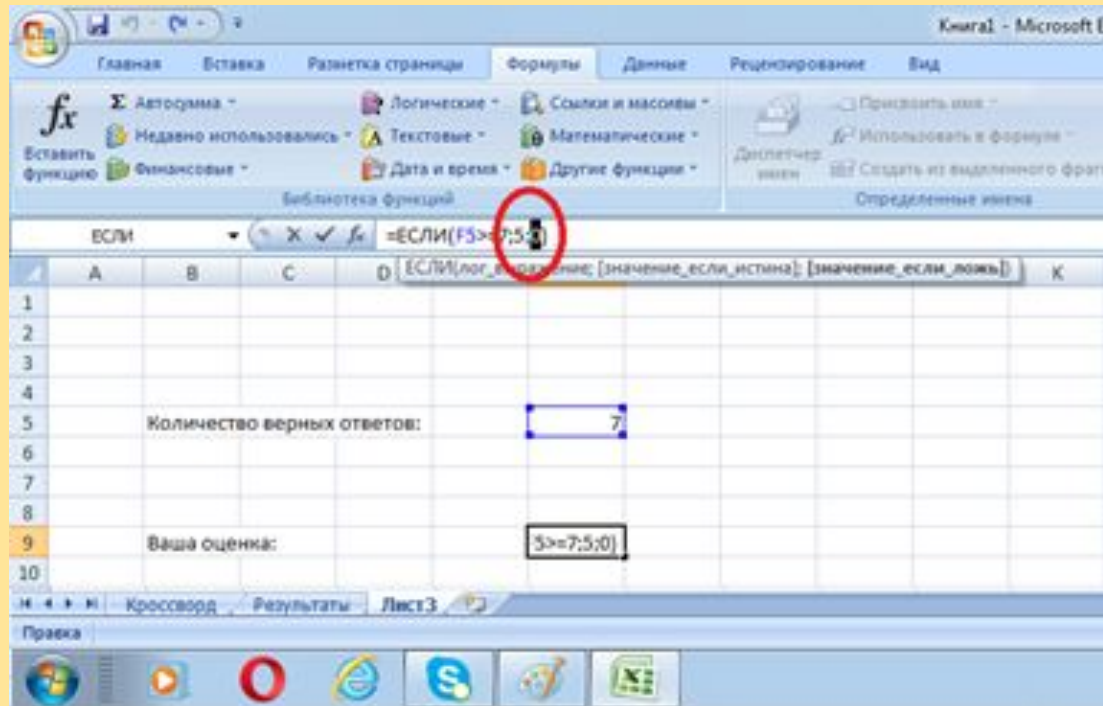 Книга1 - Microsoft E
Главная Вставка Разметка страницы Формулы Данные Рецензирование Вид
fx Вставить функцию
Σ Автосумма
Недавно использовались
Финансовые
Логические
Текстовые
Дата и время
Ссылки и массивы
Математические
Другие функции
Библиотека функций
Диспетчер имен
Присвоить имя
Использовать в формуле
Создать из выделенного фраг
Определенные имена
ЕСЛИ fx =ЕСЛИ(F5>=7;5;0)
ЕСЛИ(лог_выражение; [значение_если_истина]; [значение_если_ложь])
A B C D K
1
2
3
4
5 Количество верных ответов: 7
6
7
8
9 Ваша оценка: 5>=7;5;0)
10
Кроссворд Результаты Лист3
Правка